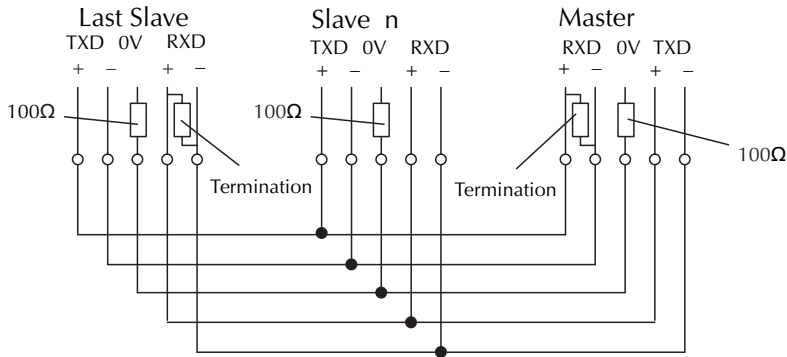 Last Slave Slave n Master
TXD 0V RXD TXD 0V RXD RXD 0V TXD
+ − + − + − + − + − + −
100Ω 100Ω 100Ω
Termination Termination